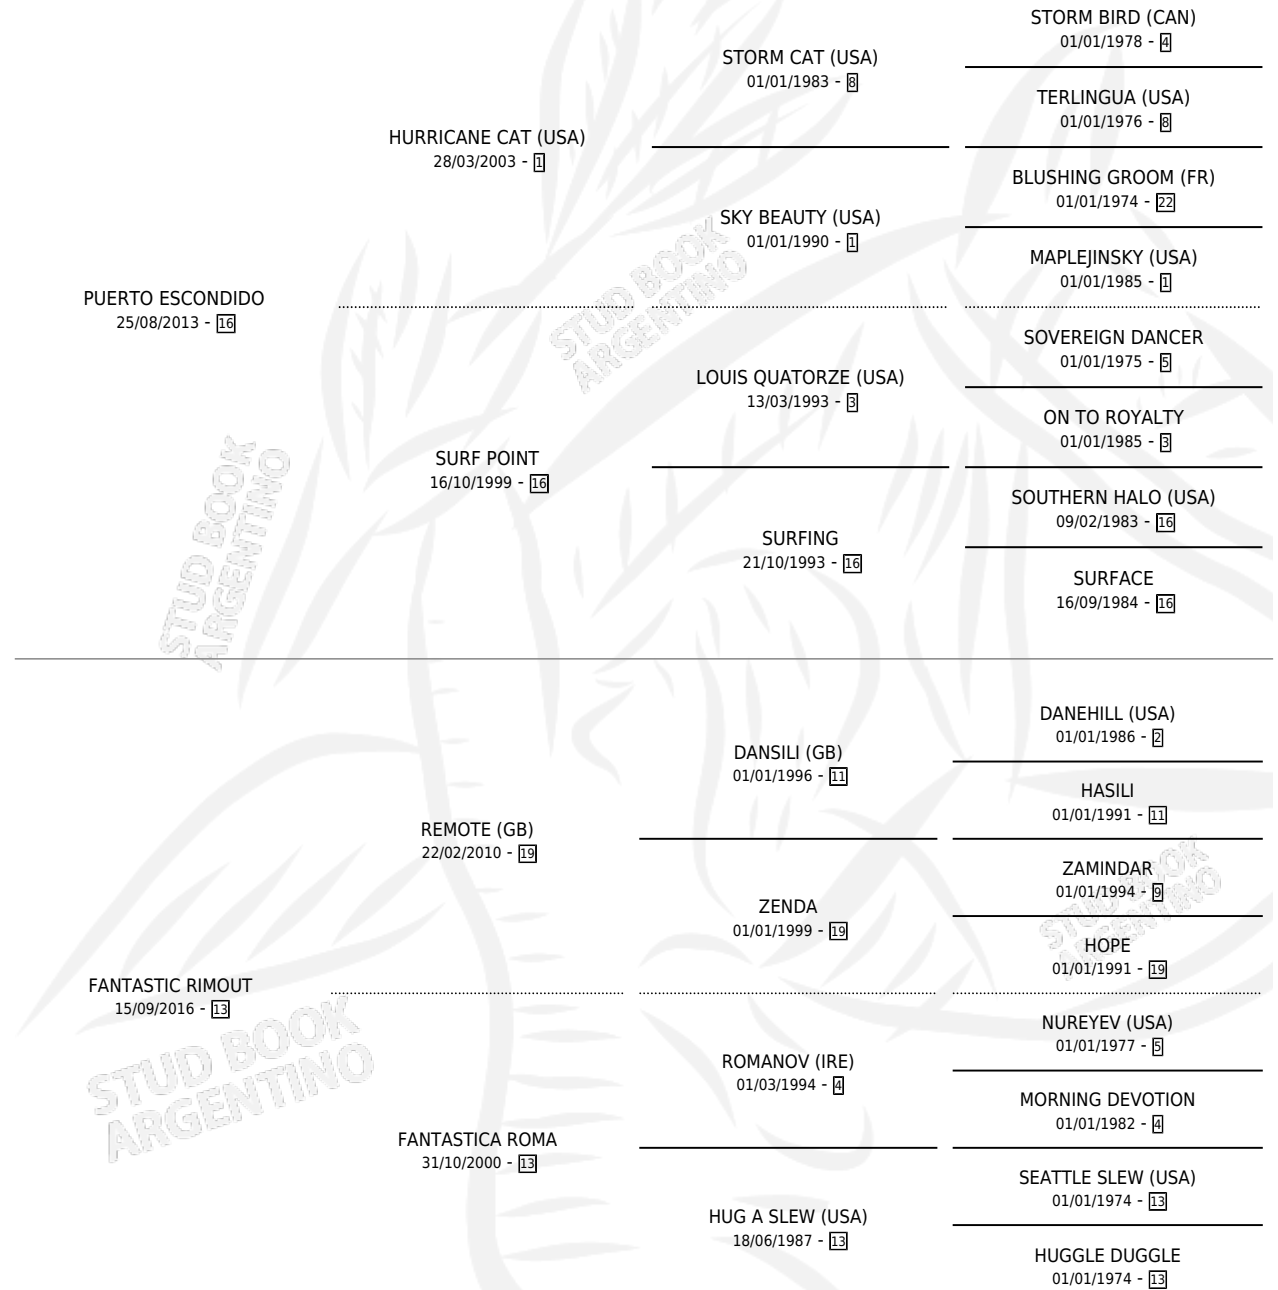 STORM BIRD (CAN)
01/01/1978 - 4
STORM CAT (USA)
01/01/1983 - 8
TERLINGUA (USA)
01/01/1976 - 8
HURRICANE CAT (USA)
28/03/2003 - 1
BLUSHING GROOM (FR)
01/01/1974 - 22
SKY BEAUTY (USA)
01/01/1990 - 1
MAPLEJINSKY (USA)
01/01/1985 - 1
PUERTO ESCONDIDO
25/08/2013 - 16
STUD BOOK
ARGENTINO
SOVEREIGN DANCER
01/01/1975 - 5
LOUIS QUATORZE (USA)
13/03/1993 - 3
ON TO ROYALTY
01/01/1985 - 3
SURF POINT
16/10/1999 - 16
SOUTHERN HALO (USA)
09/02/1983 - 16
SURFING
21/10/1993 - 16
SURFACE
16/09/1984 - 16
STUD BOOK
ARGENTINO
DANEHILL (USA)
01/01/1986 - 2
DANSILI (GB)
01/01/1996 - 11
HASILI
01/01/1991 - 11
REMOTE (GB)
22/02/2010 - 19
ZAMINDAR
01/01/1994 - 9
ZENDA
01/01/1999 - 19
HOPE
01/01/1991 - 19
STUD BOOK
ARGENTINO
FANTASTIC RIMOUT
15/09/2016 - 13
STUD BOOK
ARGENTINO
NUREYEV (USA)
01/01/1977 - 5
ROMANOV (IRE)
01/03/1994 - 4
MORNING DEVOTION
01/01/1982 - 4
FANTASTICA ROMA
31/10/2000 - 13
SEATTLE SLEW (USA)
01/01/1974 - 13
HUG A SLEW (USA)
18/06/1987 - 13
HUGGLE DUGGLE
01/01/1974 - 13